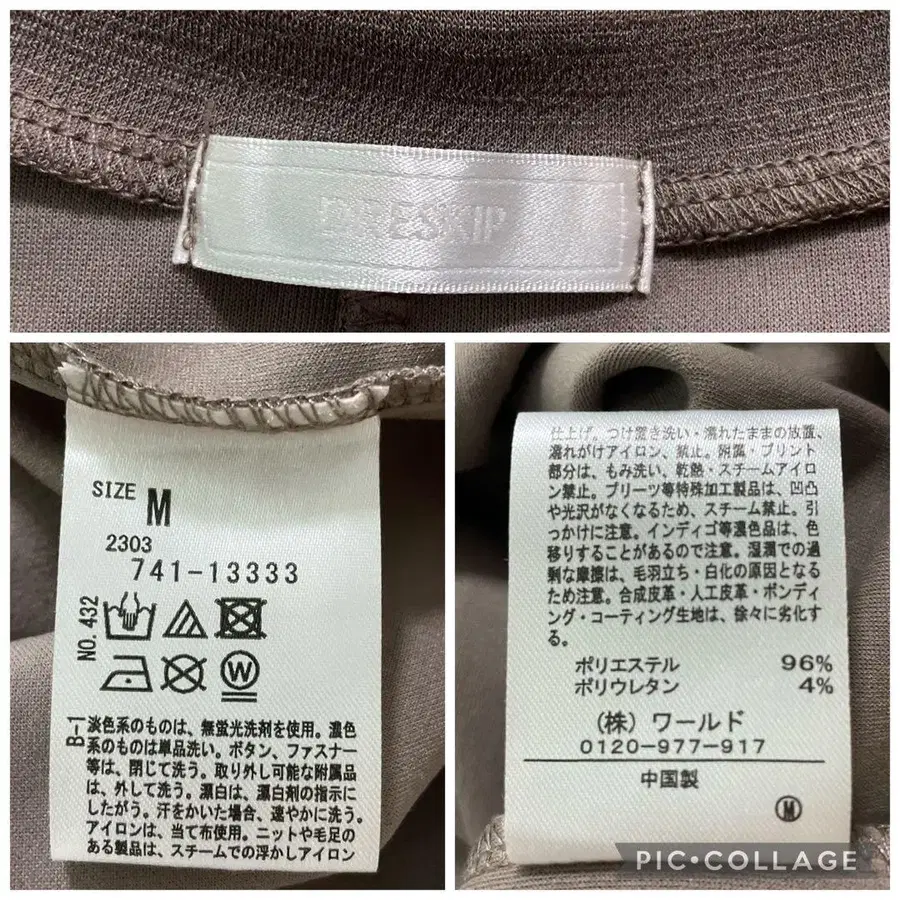 DRESKIP
SIZE M
2303
741-13333
NO.432
W
B-1
淡色系のものは、無蛍光洗剤を使用。濃色
系のものは単品洗い。ボタン、ファスナー
等は、閉じて洗う。取り外し可能な附属品
は、外して洗う。漂白は、漂白剤の指示に
したがう。汗をかいた場合、速やかに洗う。
アイロンは、当て布使用。ニットや毛足の
ある製品は、スチームでの浮かしアイロン
仕上げ。つけ置き洗い・濡れたままの放置、
濡れがけアイロン、禁止。附属・プリント
部分は、もみ洗い、乾熱・スチームアイロ
ン禁止。プリーツ等特殊加工製品は、凹凸
や光沢がなくなるため、スチーム禁止。引
っかけに注意。インディゴ等濃色品は、色
移りすることがあるので注意。湿潤での過
剰な摩擦は、毛羽立ち・白化の原因となる
ため注意。合成皮革・人工皮革・ボンディ
ング・コーティング生地は、徐々に劣化す
る。
ポリエステル 96%
ポリウレタン 4%
(株) ワールド
0120-977-917
中国製
M
PIC・COLLAGE